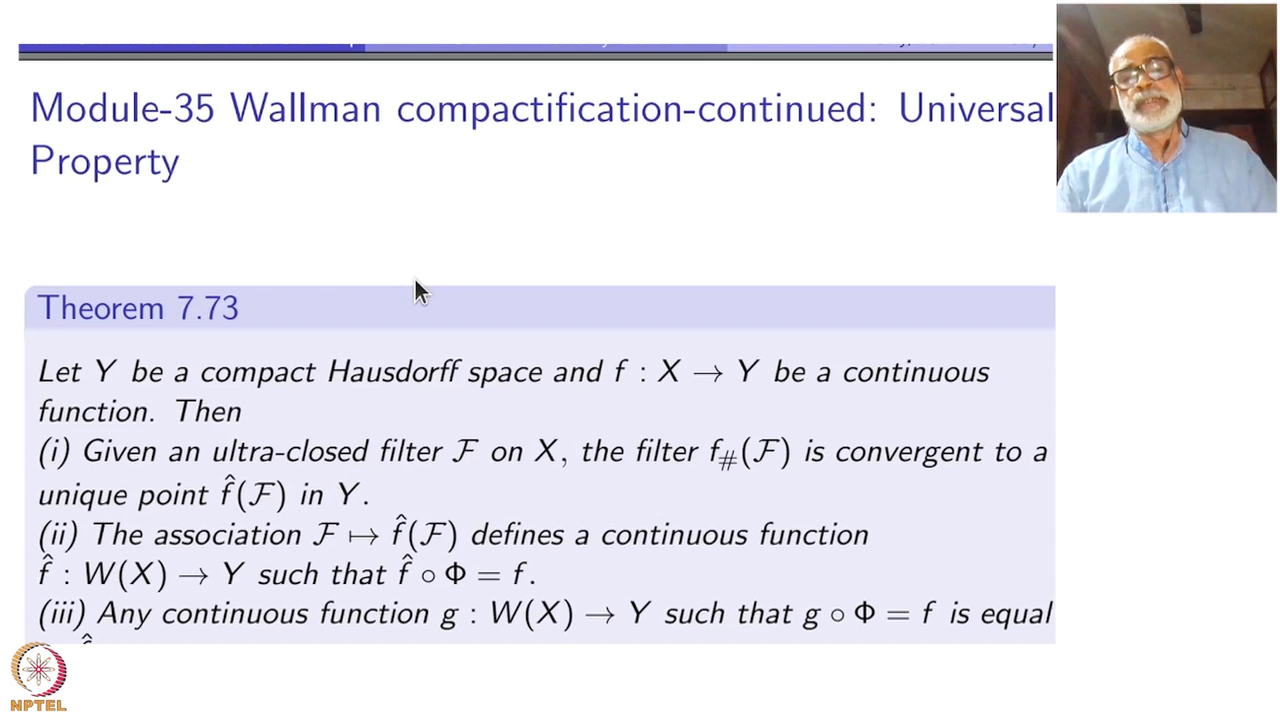 Module-35 Wallman compactification-continued: Universal
Property
Theorem 7.73
Let Y be a compact Hausdorff space and f : X → Y be a continuous
function. Then
(i) Given an ultra-closed filter ℱ on X, the filter f_#(ℱ) is convergent to a
unique point f̂(ℱ) in Y.
(ii) The association ℱ ↦ f̂(ℱ) defines a continuous function
f̂ : W(X) → Y such that f̂ ∘ Φ = f.
(iii) Any continuous function g : W(X) → Y such that g ∘ Φ = f is equal
NPTEL